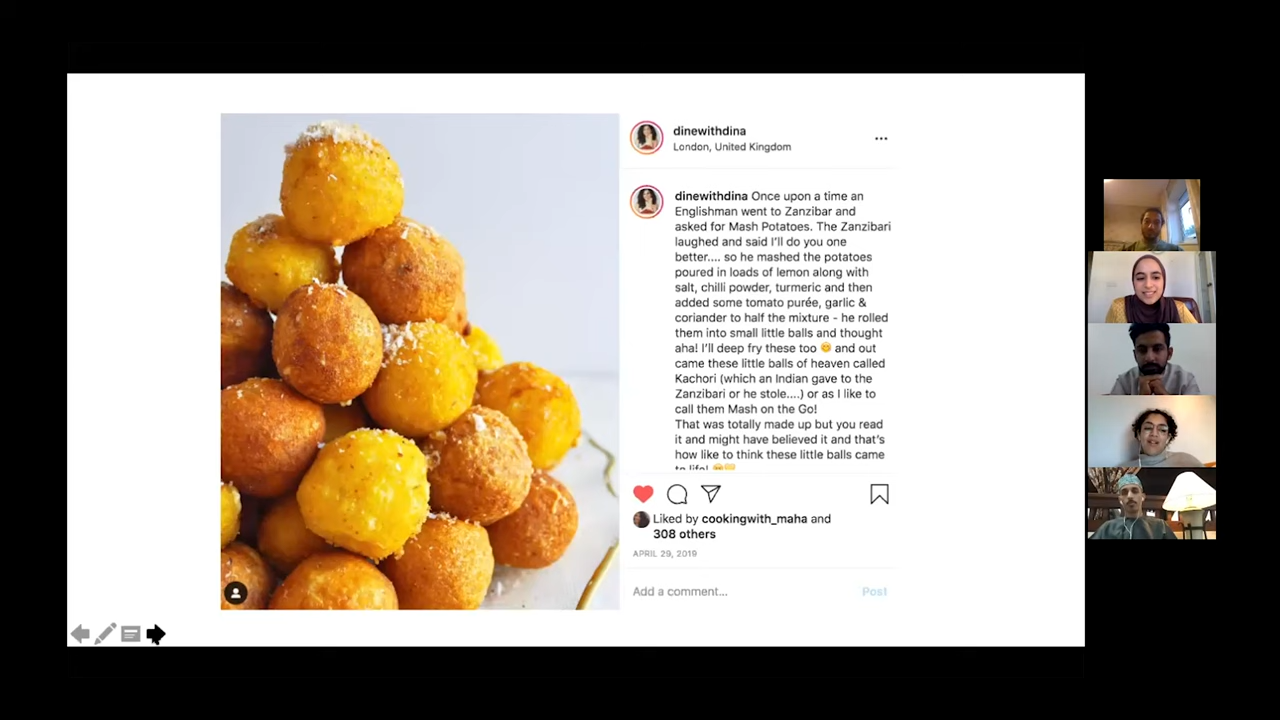 dinewithdina
London, United Kingdom
dinewithdina Once upon a time an
Englishman went to Zanzibar and
asked for Mash Potatoes. The Zanzibari
laughed and said I'll do you one
better.... so he mashed the potatoes
poured in loads of lemon along with
salt, chilli powder, turmeric and then
added some tomato purée, garlic &
coriander to half the mixture - he rolled
them into small little balls and thought
aha! I'll deep fry these too 😊 and out
came these little balls of heaven called
Kachori (which an Indian gave to the
Zanzibari or he stole....) or as I like to
call them Mash on the Go!
That was totally made up but you read
it and might have believed it and that's
how like to think these little balls came
to life!
Liked by cookingwith_maha and
308 others
APRIL 29, 2019
Add a comment...
Post